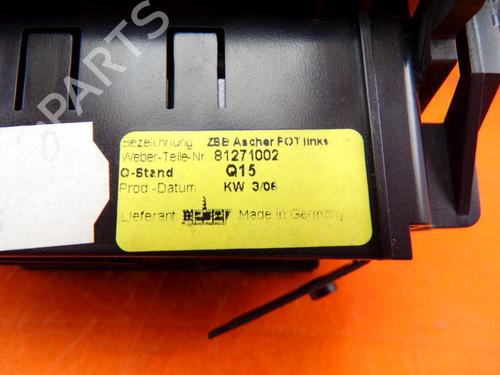 B-PARTS
Bezeichnung ZBB Ascher FOT links
Weber-Teile-Nr. 81271002
Q-Stand Q15
Prod.-Datum KW 3/06
Lieferant Made in Germany